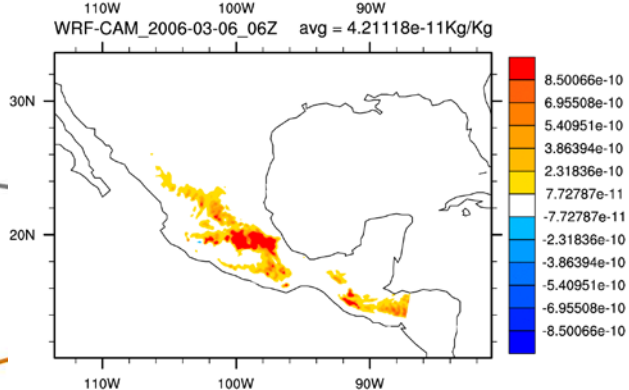 110W 100W 90W
WRF-CAM_2006-03-06_06Z avg = 4.21118e-11Kg/Kg
30N
20N
8.50066e-10
6.95508e-10
5.40951e-10
3.86394e-10
2.31836e-10
7.72787e-11
-7.72787e-11
-2.31836e-10
-3.86394e-10
-5.40951e-10
-6.95508e-10
-8.50066e-10
110W 100W 90W